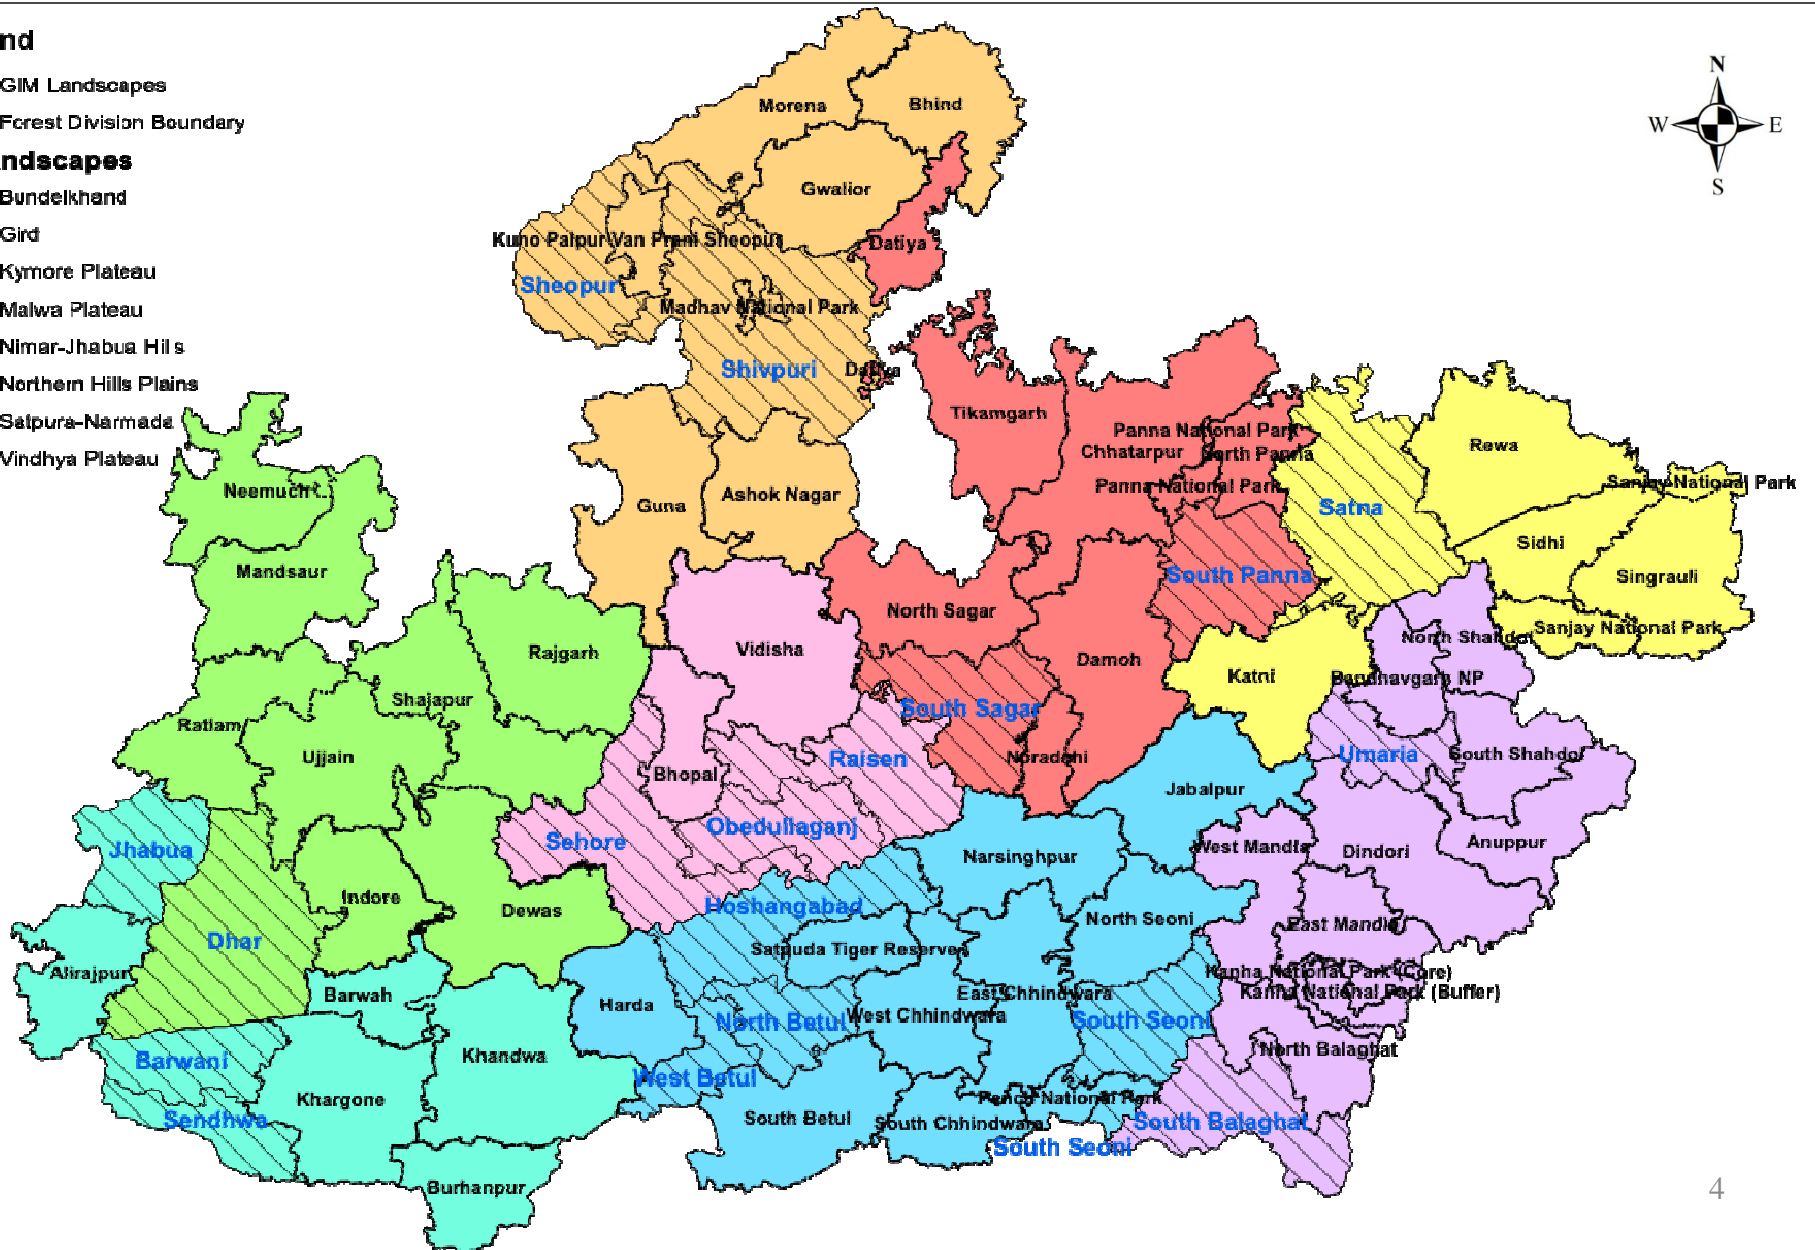 nd
GIM Landscapes
Forest Division Boundary
ndscapes
Bundelkhand
Gird
Kymore Plateau
Malwa Plateau
Nimar-Jhabua Hills
Northern Hills Plains
Satpura-Narmada
Vindhya Plateau
N
W
E
S
Morena
Bhind
Gwalior
Datiya
Kuno Palpur Van Prani Sheopur
Sheopur
Madhav National Park
Shivpuri
Datiya
Tikamgarh
Panna National Park
Chhatarpur
North Panna
Panna National Park
Rewa
Sanjay National Park
Satna
Sidhi
Singrauli
Sanjay National Park
Neemuch
Guna
Ashok Nagar
Mandsaur
South Panna
North Sagar
Vidisha
Rajgarh
Damoh
Katni
North Shahdol
Bandhavgarh NP
Shajapur
Ratlam
Ujjain
South Sagar
Raisen
Noradehi
Umaria
South Shahdol
Bhopal
Jabalpur
Obedullaganj
Sehore
Jhabua
Narsinghpur
West Mandla
Dindori
Anuppur
Indore
Dewas
Hoshangabad
North Seoni
East Mandla
Dhar
Satpuda Tiger Reserve
Alirajpur
Barwah
Harda
Kanha National Park (Core)
Kanha National Park (Buffer)
East Chhindwara
West Chhindwara
North Betul
South Seoni
Barwani
Khandwa
North Balaghat
West Betul
Khargone
Pench National Park
Sendhwa
South Betul
South Chhindwara
South Balaghat
South Seoni
Burhanpur
4